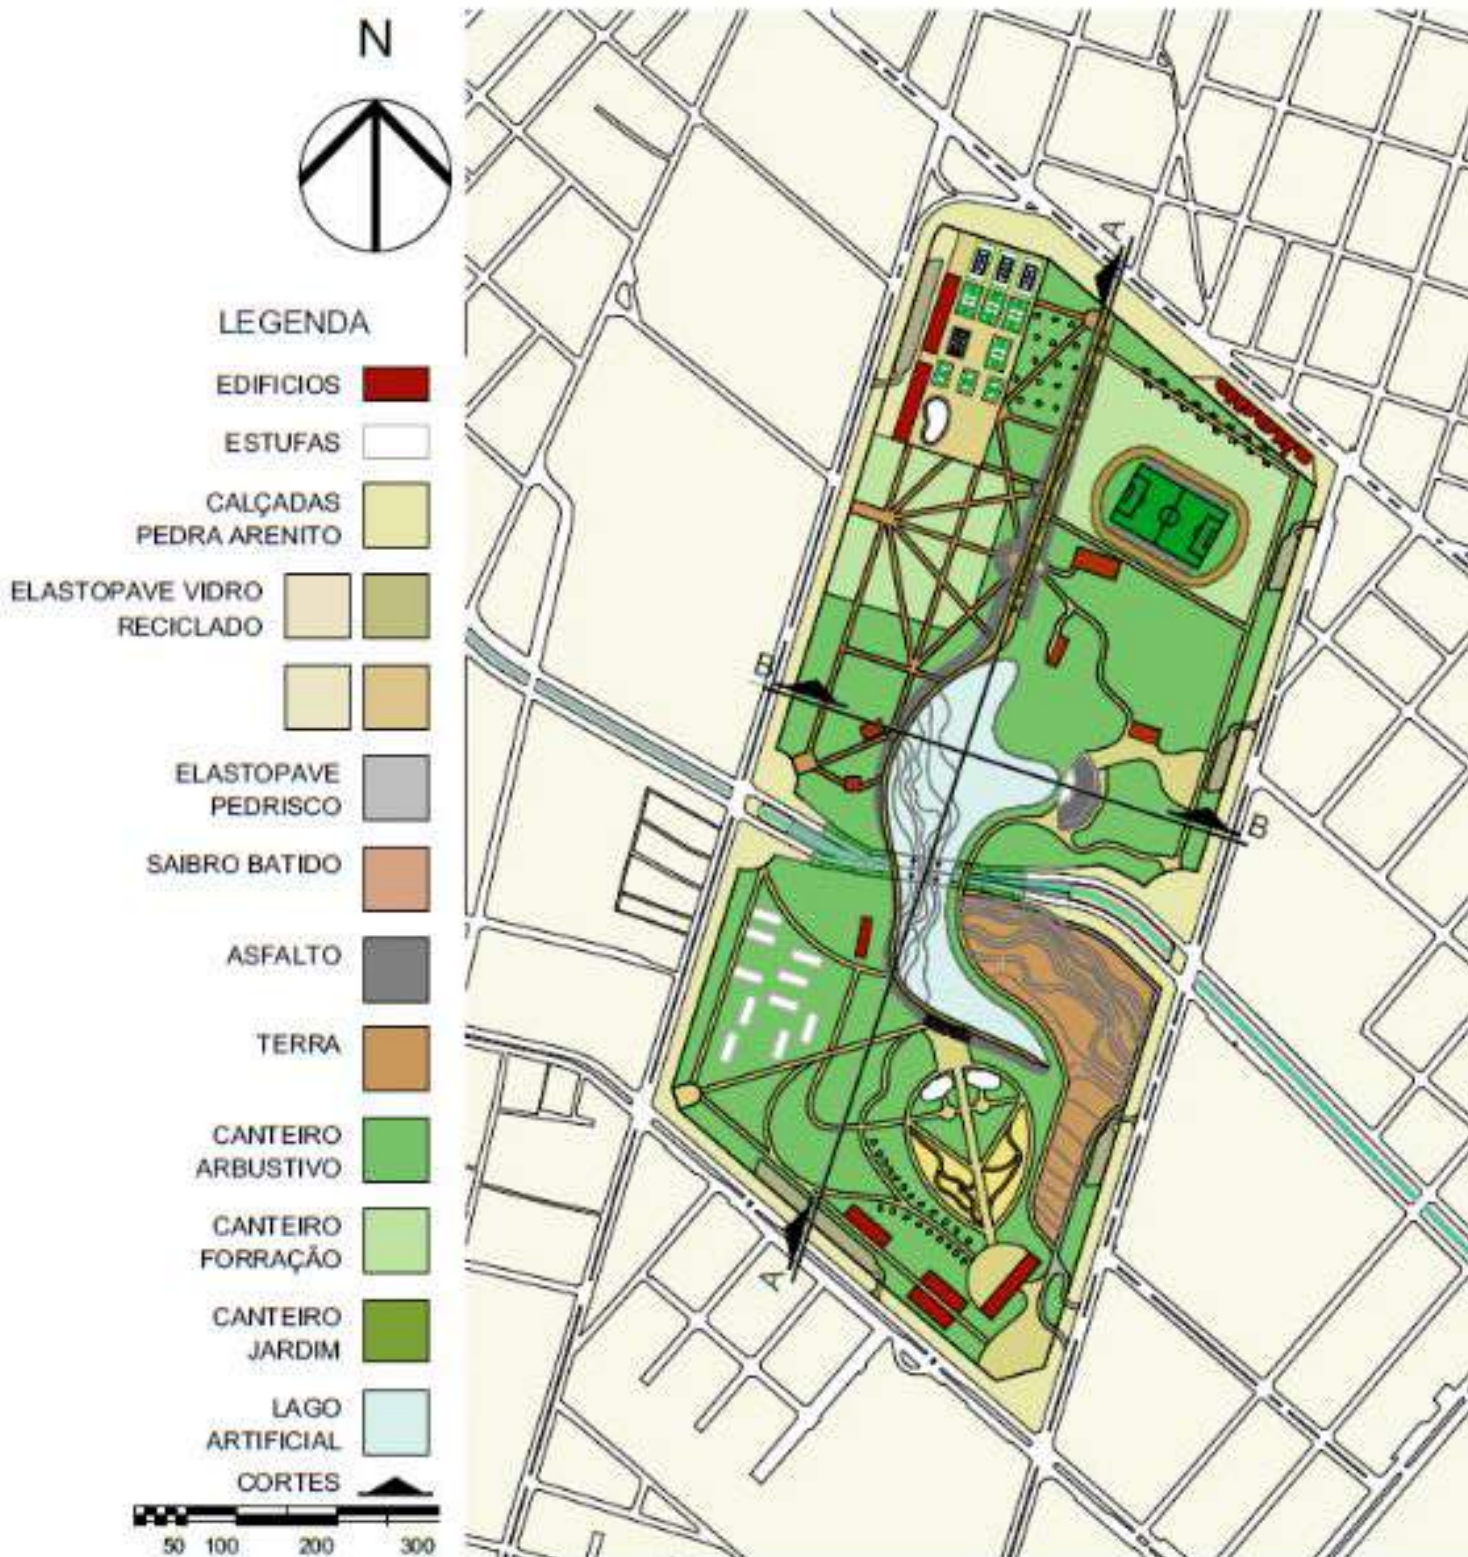 N
LEGENDA
EDIFICIOS
ESTUFAS
CALÇADAS
PEDRA ARENITO
ELASTOPAVE VIDRO
RECICLADO
ELASTOPAVE
PEDRISCO
SAIBRO BATIDO
ASFALTO
TERRA
CANTEIRO
ARBUSTIVO
CANTEIRO
FORRAÇÃO
CANTEIRO
JARDIM
LAGO
ARTIFICIAL
CORTES
50 100 200 300
A
B
B
A